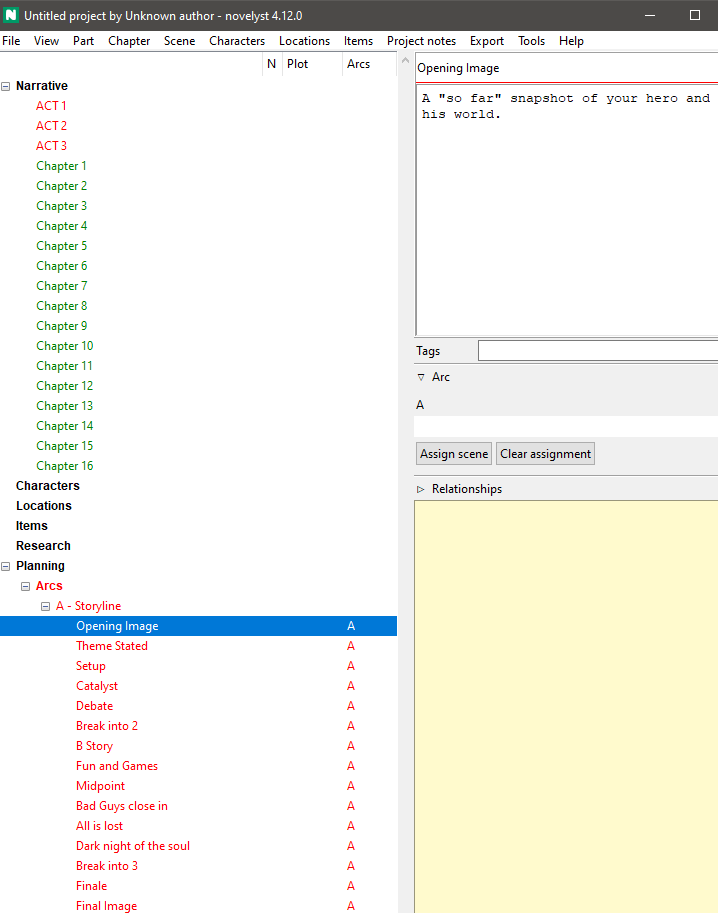 Untitled project by Unknown author - novelyst 4.12.0
File View Part Chapter Scene Characters Locations Items Project notes Export Tools Help
N Plot Arcs
Narrative
ACT 1
ACT 2
ACT 3
Chapter 1
Chapter 2
Chapter 3
Chapter 4
Chapter 5
Chapter 6
Chapter 7
Chapter 8
Chapter 9
Chapter 10
Chapter 11
Chapter 12
Chapter 13
Chapter 14
Chapter 15
Chapter 16
Characters
Locations
Items
Research
Planning
Arcs
A - Storyline
Opening Image A
Theme Stated A
Setup A
Catalyst A
Debate A
Break into 2 A
B Story A
Fun and Games A
Midpoint A
Bad Guys close in A
All is lost A
Dark night of the soul A
Break into 3 A
Finale A
Final Image A
Opening Image
A "so far" snapshot of your hero and
his world.
Tags
Arc
A
Assign scene Clear assignment
Relationships